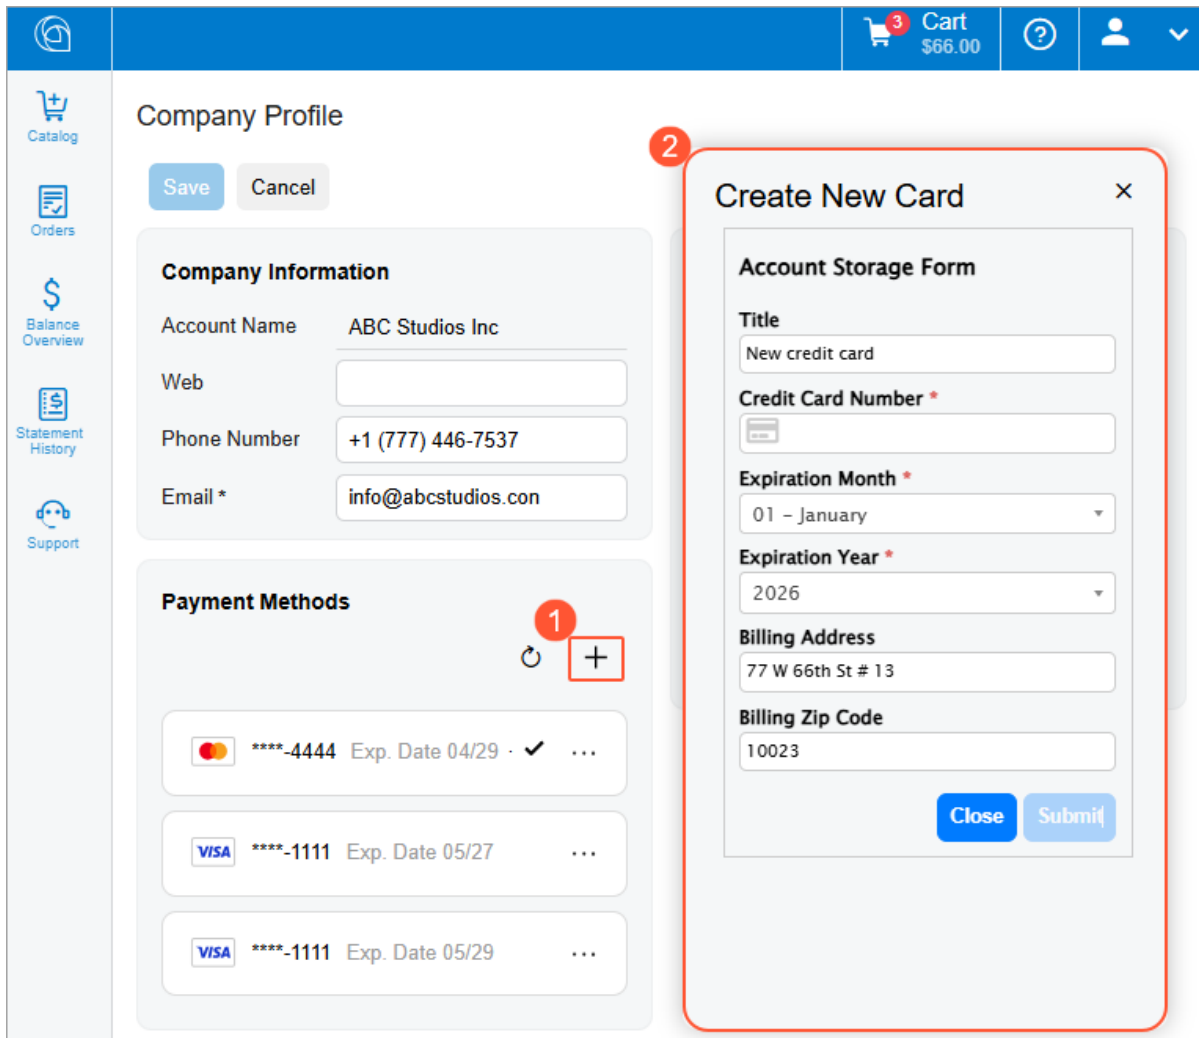 3
Cart
$66.00
?
Catalog
Orders
Balance
Overview
Statement
History
Support
Company Profile
Save
Cancel
Company Information
Account Name
ABC Studios Inc
Web
Phone Number
+1 (777) 446-7537
Email *
info@abcstudios.con
Payment Methods
1
****-4444 Exp. Date 04/29 ·
VISA ****-1111 Exp. Date 05/27
VISA ****-1111 Exp. Date 05/29
2
Create New Card
Account Storage Form
Title
New credit card
Credit Card Number *
Expiration Month *
01 - January
Expiration Year *
2026
Billing Address
77 W 66th St # 13
Billing Zip Code
10023
Close
Submit